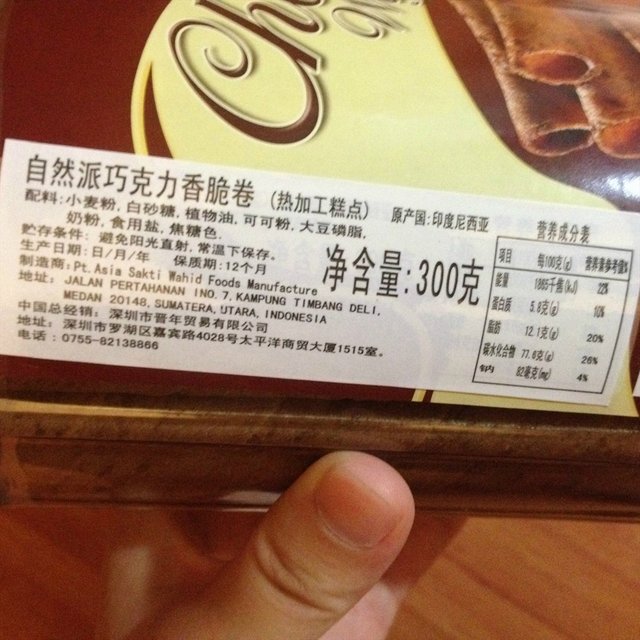 Cho
自然派巧克力香脆卷 (热加工糕点) 原产国:印度尼西亚
配料:小麦粉,白砂糖,植物油,可可粉,大豆磷脂,
奶粉,食用盐,焦糖色.
贮存条件: 避免阳光直射,常温下保存。
生产日期:日/月/年 保质期:12个月
净含量:300克
制造商:Pt.Asia Sakti Wahid Foods Manufacture
地址: JALAN PERTAHANAN INO.7,KAMPUNG TIMBANG DELI,
MEDAN 20148,SUMATERA,UTARA,INDONESIA
中国总经销: 深圳市晋年贸易有限公司
地址: 深圳市罗湖区嘉宾路4028号太平洋商贸大厦1515室。
电话:0755-82138866
营养成分表
项目 每100克(g) 营养素参考值%
能量 1865千焦(kJ) 22%
蛋白质 5.8克(g) 10%
脂肪 12.1克(g) 20%
碳水化合物 77.8克(g) 26%
钠 82毫克(mg) 4%